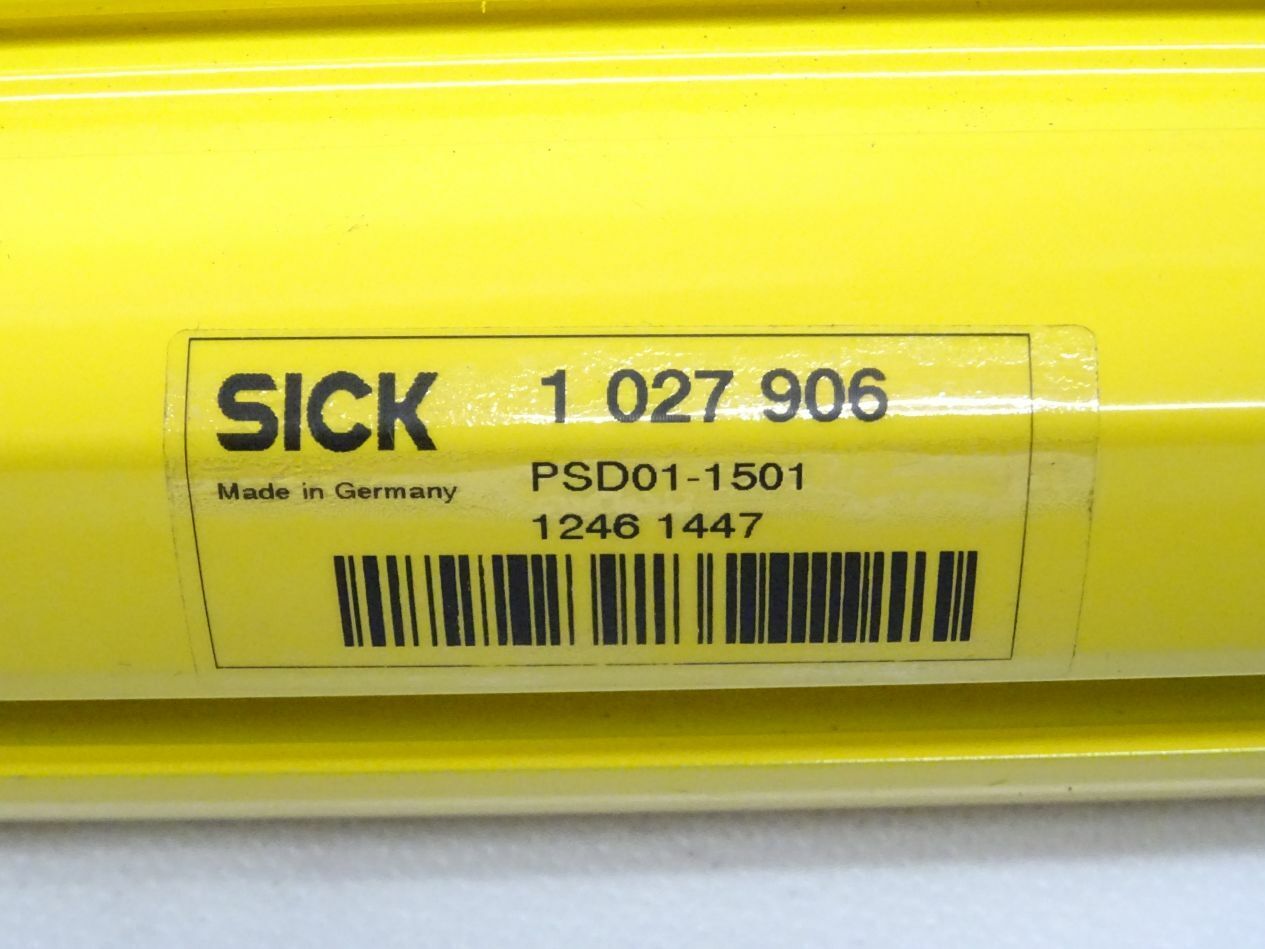 SICK 1 027 906
Made in Germany PSD01-1501
1246 1447